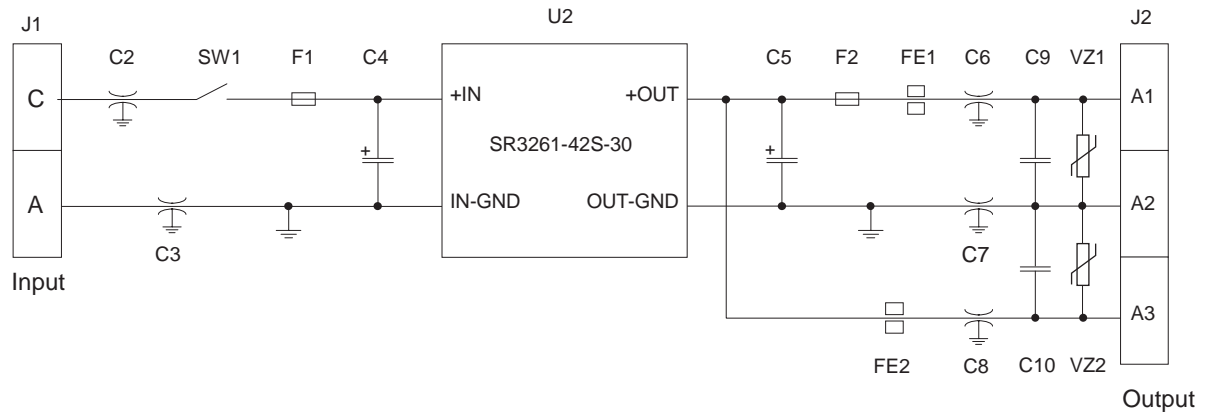 J1
U2
J2
C2
SW1
F1
C4
C5
F2
FE1
C6
C9
VZ1
C
+IN
+OUT
A1
SR3261-42S-30
+
+
A
IN-GND
OUT-GND
A2
C3
C7
Input
A3
FE2
C8
C10
VZ2
Output